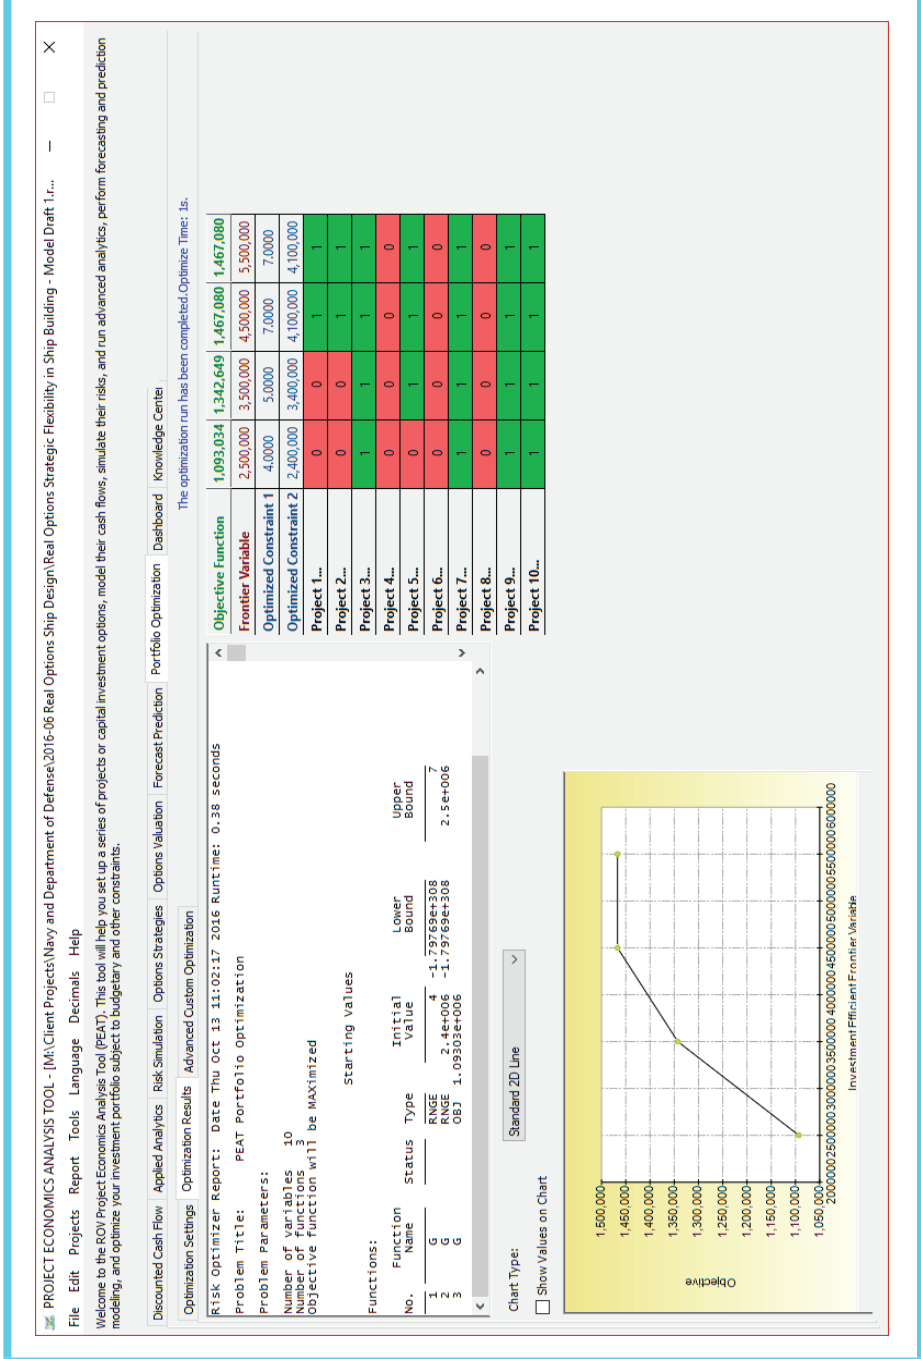 PROJECT ECONOMICS ANALYSIS TOOL - [M:\Client Projects\Navy and Department of Defense\2016-06 Real Options Ship Design\Real Options Strategic Flexibility in Ship Building - Model Draft 1.r...
File Edit Projects Report Tools Language Decimals Help
Welcome to the ROV Project Economics Analysis Tool (PEAT). This tool will help you set up a series of projects or capital investment options, model their cash flows, simulate their risks, and run advanced analytics, perform forecasting and prediction
modeling, and optimize your investment portfolio subject to budgetary and other constraints.
Discounted Cash Flow Applied Analytics Risk Simulation Options Strategies Options Valuation Forecast Prediction Portfolio Optimization Dashboard Knowledge Center
Optimization Settings Optimization Results Advanced Custom Optimization
The optimization run has been completed.Optimize Time: 1s.
Risk Optimizer Report: Date Thu Oct 13 11:02:17 2016 Runtime: 0.38 seconds
Problem Title: PEAT Portfolio Optimization
Problem Parameters:
Number of variables 10
Number of functions 3
Objective function will be MAXimized
Starting Values
Functions:
Function Initial Lower Upper
No. Name Status Type Value Bound Bound
1 G RNGE 4 -1.79769e+308 7
2 G RNGE 2.4e+006 -1.79769e+308 2.5e+006
3 G OBJ 1.09303e+006
Objective Function 1,093,034 1,342,649 1,467,080 1,467,080
Frontier Variable 2,500,000 3,500,000 4,500,000 5,500,000
Optimized Constraint 1 4.0000 5.0000 7.0000 7.0000
Optimized Constraint 2 2,400,000 3,400,000 4,100,000 4,100,000
Project 1... 0 0 1 1
Project 2... 0 0 1 1
Project 3... 1 1 1 1
Project 4... 0 0 0 0
Project 5... 0 1 1 1
Project 6... 0 0 0 0
Project 7... 1 1 1 1
Project 8... 0 0 0 0
Project 9... 1 1 1 1
Project 10... 1 1 1 1
Chart Type: Standard 2D Line
Show Values on Chart
Objective
1,500,000
1,450,000
1,400,000
1,350,000
1,300,000
1,250,000
1,200,000
1,150,000
1,100,000
1,050,000
2000000 2500000 3000000 3500000 4000000 4500000 5000000 5500000 6000000
Investment Efficient Frontier Variable